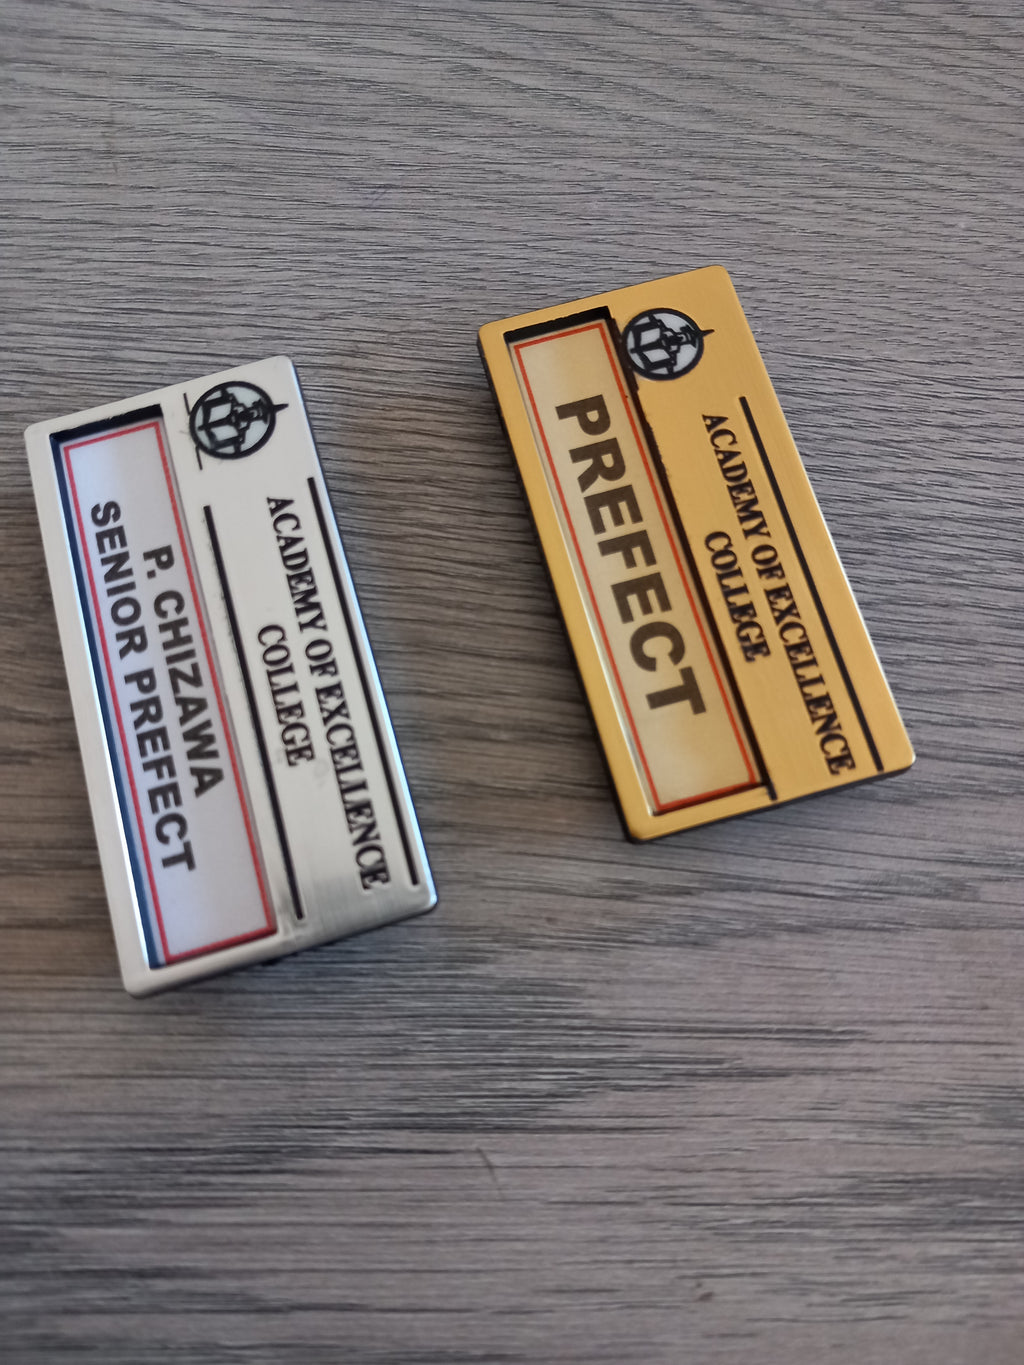 ACADEMY OF EXCELLENCE
COLLEGE
P. CHIZAWA
SENIOR PREFECT
ACADEMY OF EXCELLENCE
COLLEGE
PREFECT